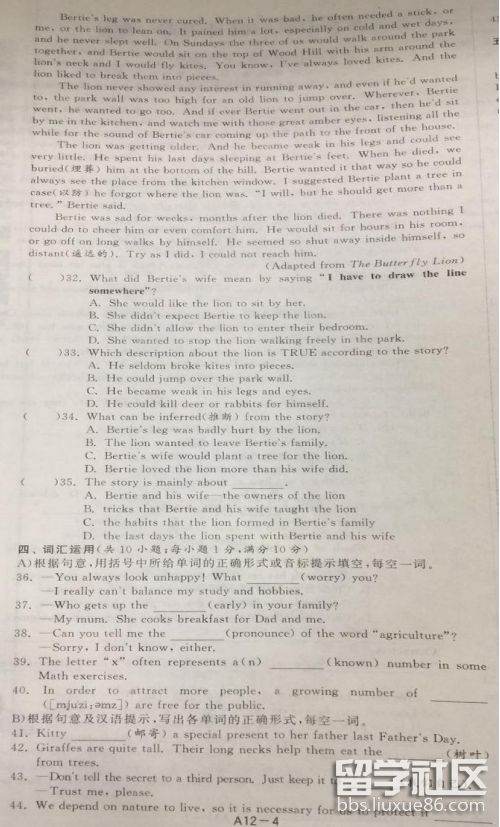 Bertie's leg was never cured. When it was bad, he often needed a stick, or
me, or the lion to lean on. It pained him a lot, especially on cold and wet days,
and he never slept well. On Sundays the three of us would walk around the park
together, and Bertie would sit on the top of Wood Hill with his arm around the
lion's neck and I would fly kites. You know, I've always loved kites. And the
lion liked to break them into pieces.
The lion never showed any interest in running away, and even if he'd wanted
to, the park wall was too high for an old lion to jump over. Wherever, Bertie
went, he wanted to go too. And if ever Bertie went out in the car, then he'd sit
by me in the kitchen, and watch me with those great amber eyes, listening all the
while for the sound of Bertie's car coming up the path to the front of the house.
The lion was getting older. And he became weak in his legs and could see
very little. He spent his last days sleeping at Bertie's feet. When he died, we
buried(埋葬) him at the bottom of the hill. Bertie wanted it that way so he could
always see the place from the kitchen window. I suggested Bertie plant a tree in
case(以防) he forgot where the lion was. "I will, but he should get more than a
tree." Bertie said.
Bertie was sad for weeks, months after the lion died. There was nothing I
could do to cheer him or even comfort him. He would sit for hours in his room,
or go off on long walks by himself. He seemed so shut away inside himself, so
distant(遥远的). Try as I did, I could not reach him.
(Adapted from The Butterfly Lion)
( )32. What did Bertie's wife mean by saying "I have to draw the line
somewhere"?
A. She would like the lion to sit by her.
B. She didn't expect Bertie to keep the lion.
C. She didn't allow the lion to enter their bedroom.
D. She wanted to stop the lion walking freely in the park.
( )33. Which description about the lion is TRUE according to the story?
A. He seldom broke kites into pieces.
B. He could jump over the park wall.
C. He became weak in his legs and eyes.
D. He could kill deer or rabbits for himself.
( )34. What can be inferred(推断) from the story?
A. Bertie's leg was badly hurt by the lion.
B. The lion wanted to leave Bertie's family.
C. Bertie's wife would plant a tree for the lion.
D. Bertie loved the lion more than his wife did.
( )35. The story is mainly about ________.
A. Bertie and his wife—the owners of the lion
B. tricks that Bertie and his wife taught the lion
C. the habits that the lion formed in Bertie's family
D. the last days the lion spent with Bertie and his wife
四、词汇运用(共10小题;每小题1分,满分10分)
A)根据句意,用括号中所给单词的正确形式或音标提示填空,每空一词。
36. —You always look unhappy! What ________ (worry) you?
—I really can't balance my study and hobbies.
37. —Who gets up the ________ (early) in your family?
—My mum. She cooks breakfast for Dad and me.
38. —Can you tell me the ________ (pronounce) of the word "agriculture"?
—Sorry, I don't know, either.
39. The letter "x" often represents a(n) ________ (known) number in some
Math exercises.
40. In order to attract more people, a growing number of ________
([mjuzi:əmz]) are free for the public.
B)根据句意及汉语提示,写出各单词的正确形式,每空一词。
41. Kitty ________ (邮寄) a special present to her father last Father's Day.
42. Giraffes are quite tall. Their long necks help them eat the ________ (树叶)
from trees.
43. —Don't tell the secret to a third person. Just keep it
—Trust me, please.
44. We depend on nature to live, so it is necessary for us to protect it ________
A12-4
留学社区
bbs.liuxue86.com